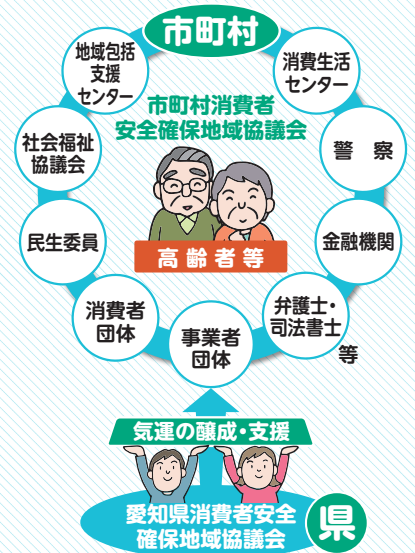 市町村
地域包括
支援
センター
消費生活
センター
市町村消費者
安全確保地域協議会
社会福祉
協議会
警　察
民生委員
金融機関
高齢者等
消費者
団体
事業者
団体
弁護士・
司法書士
等
気運の醸成・支援
愛知県消費者安全
確保地域協議会
県